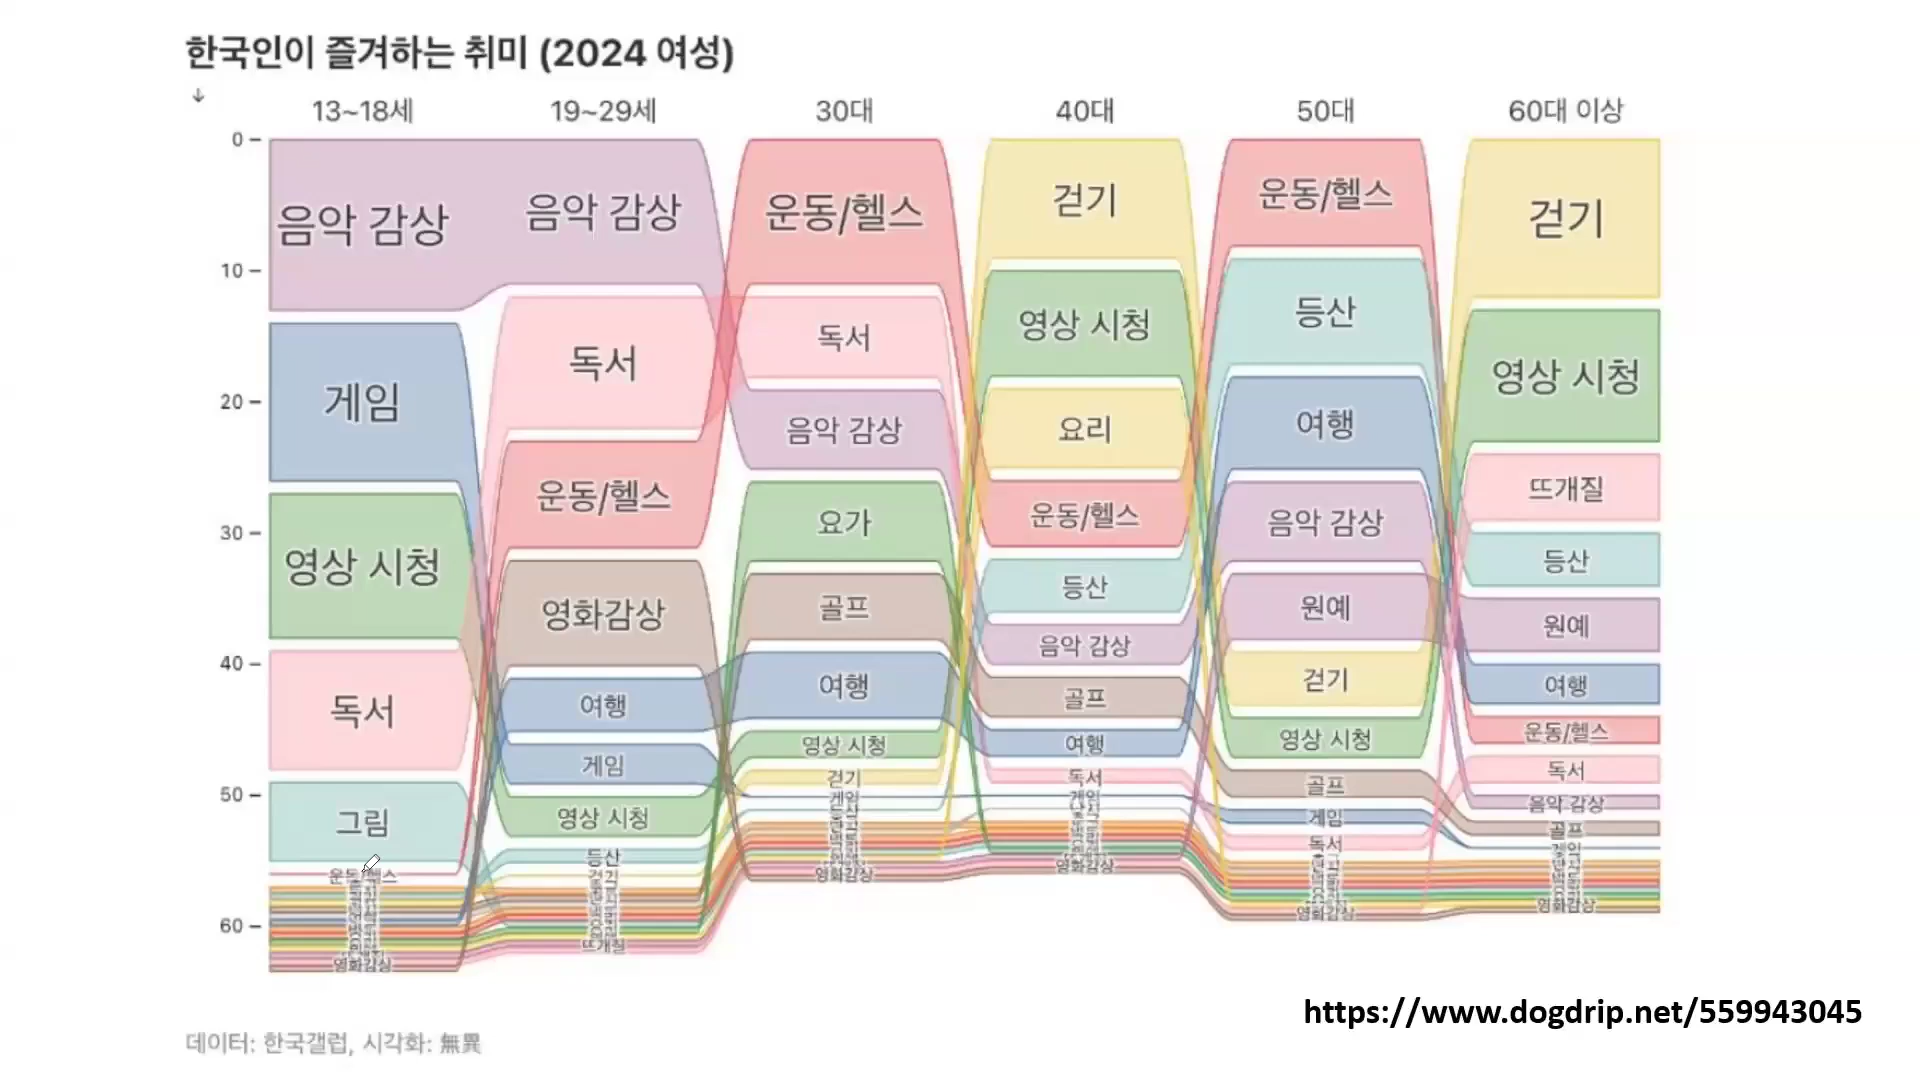 한국인이 즐겨하는 취미 (2024 여성)
↓
13~18세
19~29세
30대
40대
50대
60대 이상
0
10
20
30
40
50
60
음악 감상
게임
영상 시청
독서
그림
운동/헬스
영화감상
음악 감상
독서
운동/헬스
영화감상
여행
게임
영상 시청
등산
걷기
뜨개질
운동/헬스
독서
음악 감상
요가
골프
여행
영상 시청
걷기
게임
영화감상
걷기
영상 시청
요리
운동/헬스
등산
음악 감상
골프
여행
독서
게임
영화감상
운동/헬스
등산
여행
음악 감상
원예
걷기
영상 시청
골프
게임
독서
영화감상
걷기
영상 시청
뜨개질
등산
원예
여행
운동/헬스
독서
음악 감상
골프
게임
영화감상
https://www.dogdrip.net/559943045
데이터: 한국갤럽, 시각화: 無異